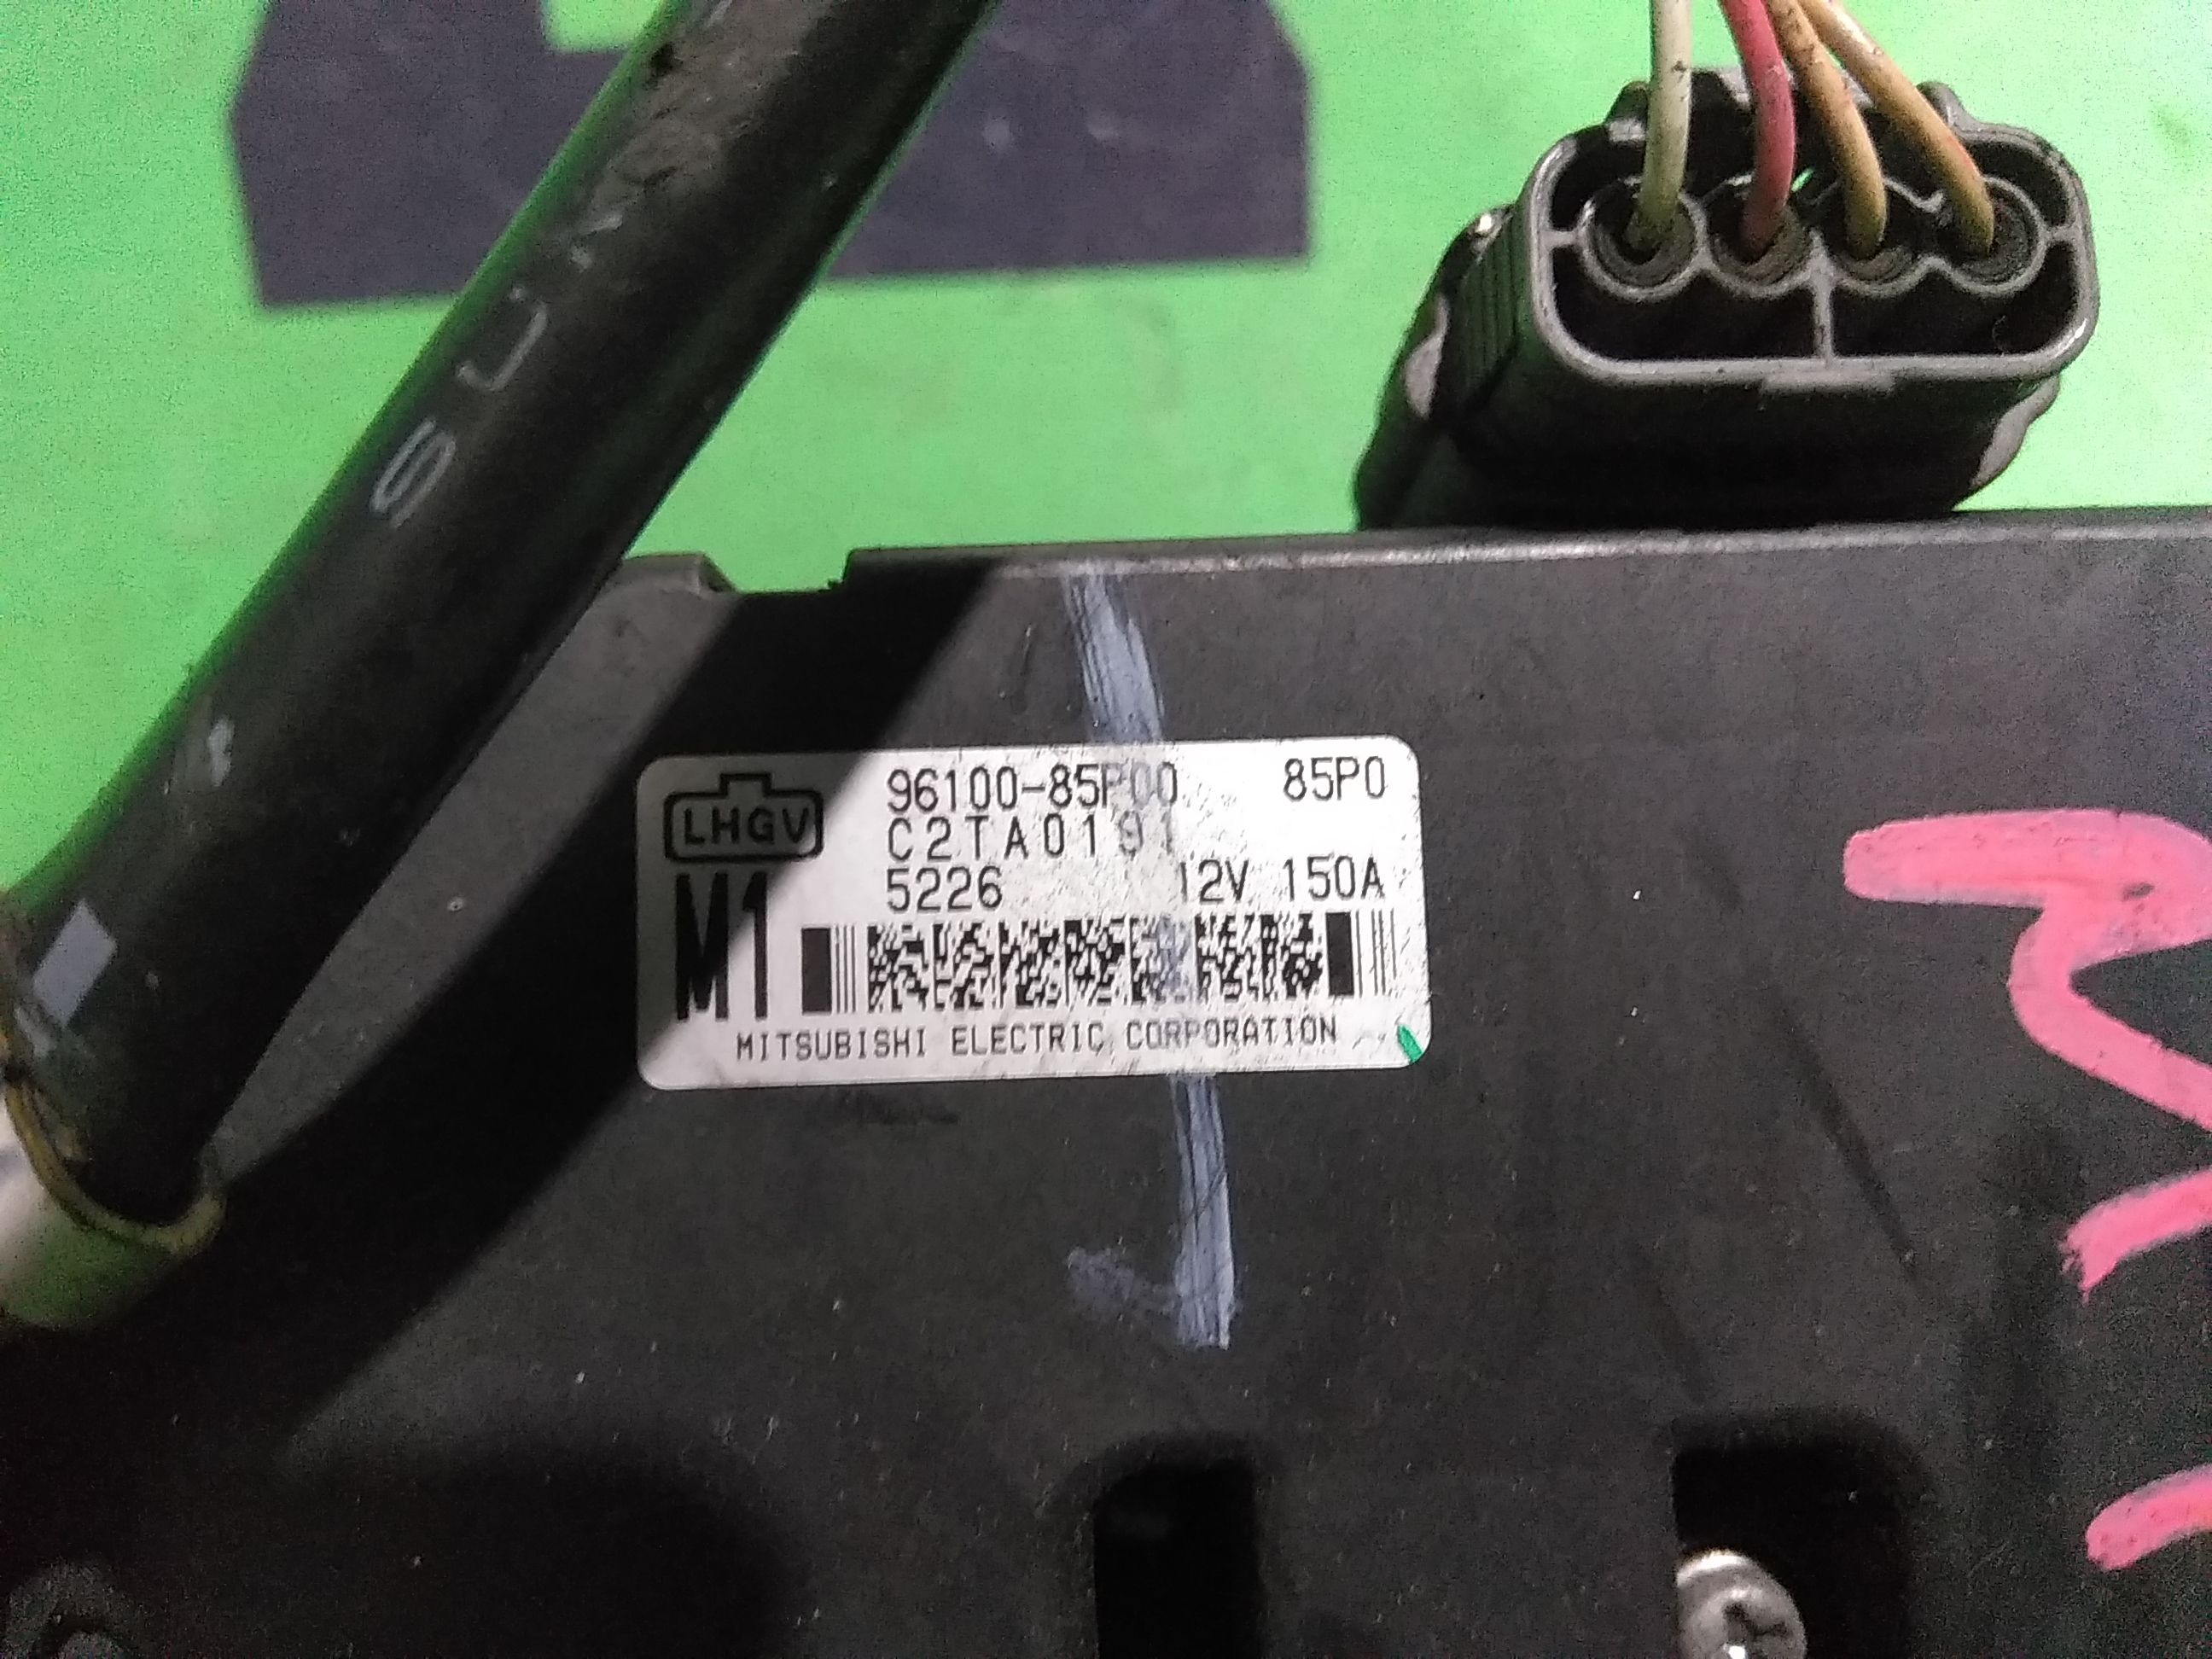 LHGV
96100-85P00 85P0
C2TA0191
5226 12V 150A
M1
MITSUBISHI ELECTRIC CORPORATION